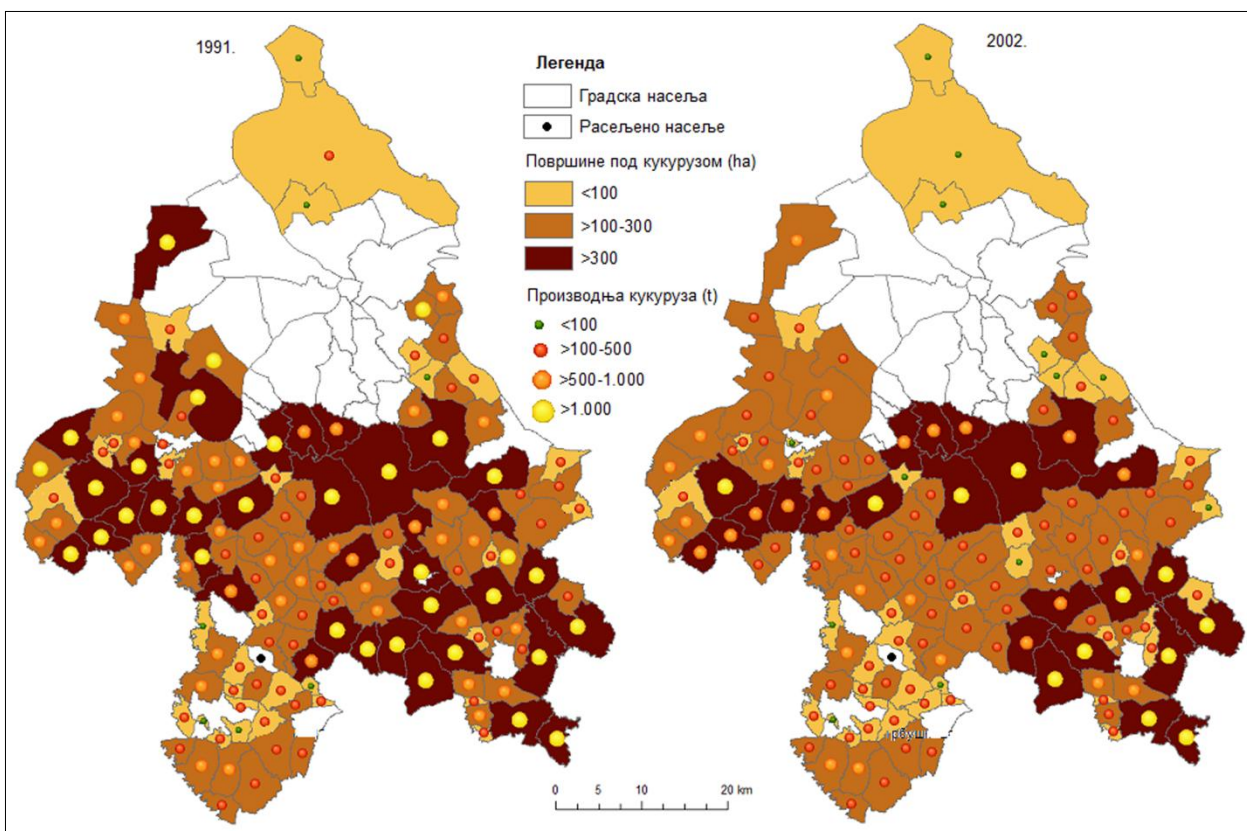 1991.
2002.
Легенда
Градска насеља
Расељено насеље
Површине под кукурузом (ha)
<100
>100-300
>300
Производња кукуруза (t)
<100
>100-500
>500-1.000
>1.000
0 5 10 20 km